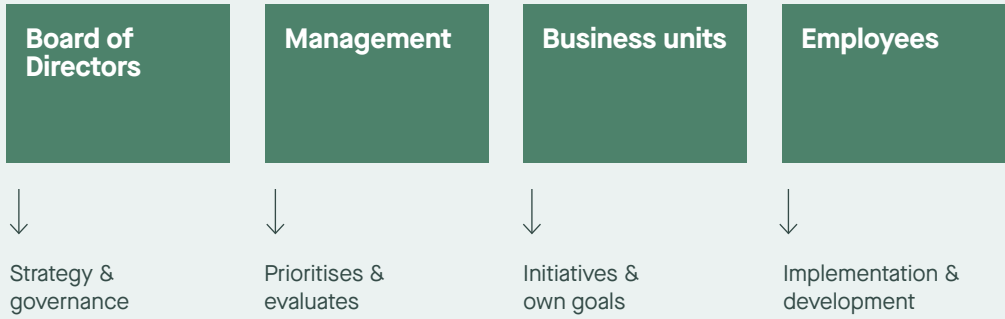 Board of
Directors
Management
Business units
Employees
Strategy &
governance
Prioritises &
evaluates
Initiatives &
own goals
Implementation &
development